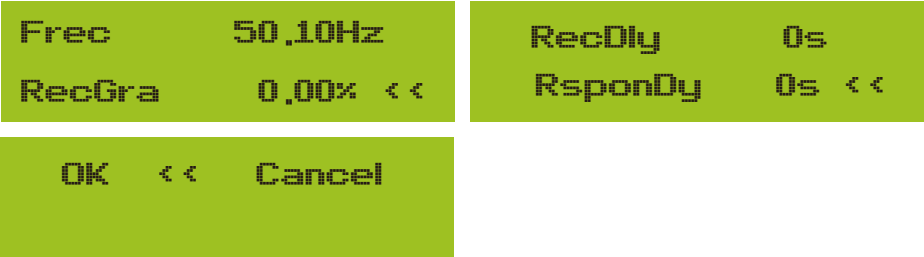 Frec 50.10Hz
RecGra 0.00% <<
RecDly 0s
RsponDy 0s <<
OK << Cancel